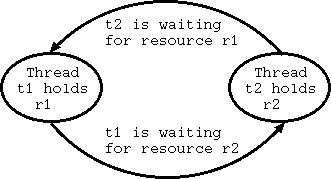 t2 is waiting
for resource r1
Thread
t1 holds
r1
Thread
t2 holds
r2
t1 is waiting
for resource r2